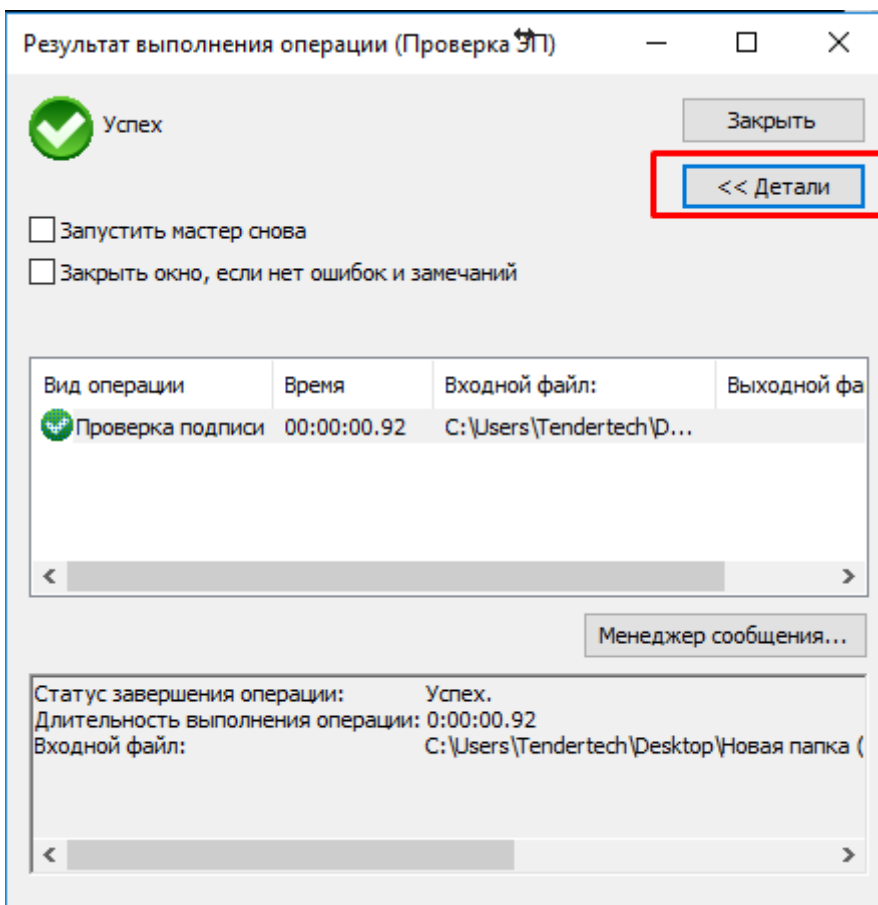 Результат выполнения операции (Проверка ЭП)
Успех
Закрыть
<< Детали
Запустить мастер снова
Закрыть окно, если нет ошибок и замечаний
Вид операции Время Входной файл: Выходной фа
Проверка подписи 00:00:00.92 C:\Users\Tendertech\D...
Менеджер сообщения...
Статус завершения операции: Успех.
Длительность выполнения операции: 0:00:00.92
Входной файл: C:\Users\Tendertech\Desktop\Новая папка (